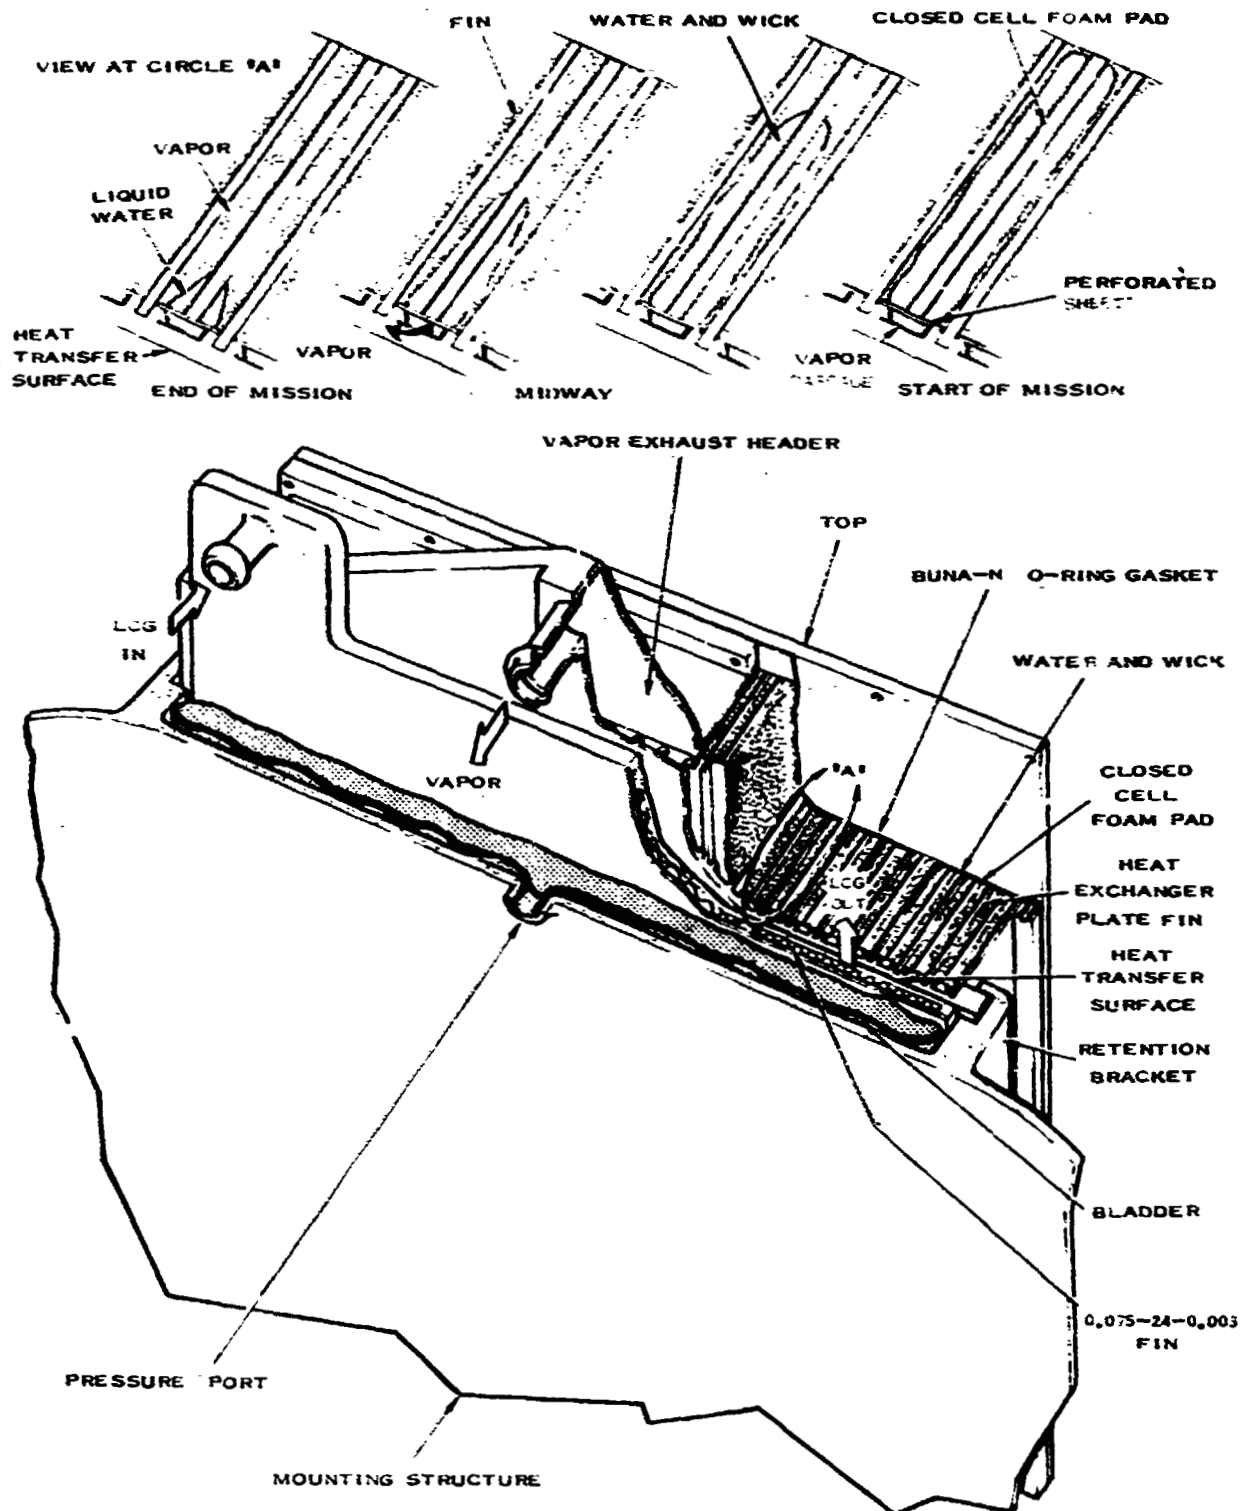 FIN
WATER AND WICK
CLOSED CELL FOAM PAD
VIEW AT CIRCLE "A"
VAPOR
LIQUID
WATER
PERFORATED
SHEET
HEAT
TRANSFER
SURFACE
VAPOR
VAPOR
END OF MISSION
MIDWAY
START OF MISSION
VAPOR EXHAUST HEADER
TOP
BUNA-N O-RING GASKET
LCG
IN
WATER AND WICK
VAPOR
"A"
CLOSED
CELL
FOAM PAD
LCG
OUT
HEAT
EXCHANGER
PLATE FIN
HEAT
TRANSFER
SURFACE
RETENTION
BRACKET
BLADDER
0.075-24-0.003
FIN
PRESSURE PORT
MOUNTING STRUCTURE